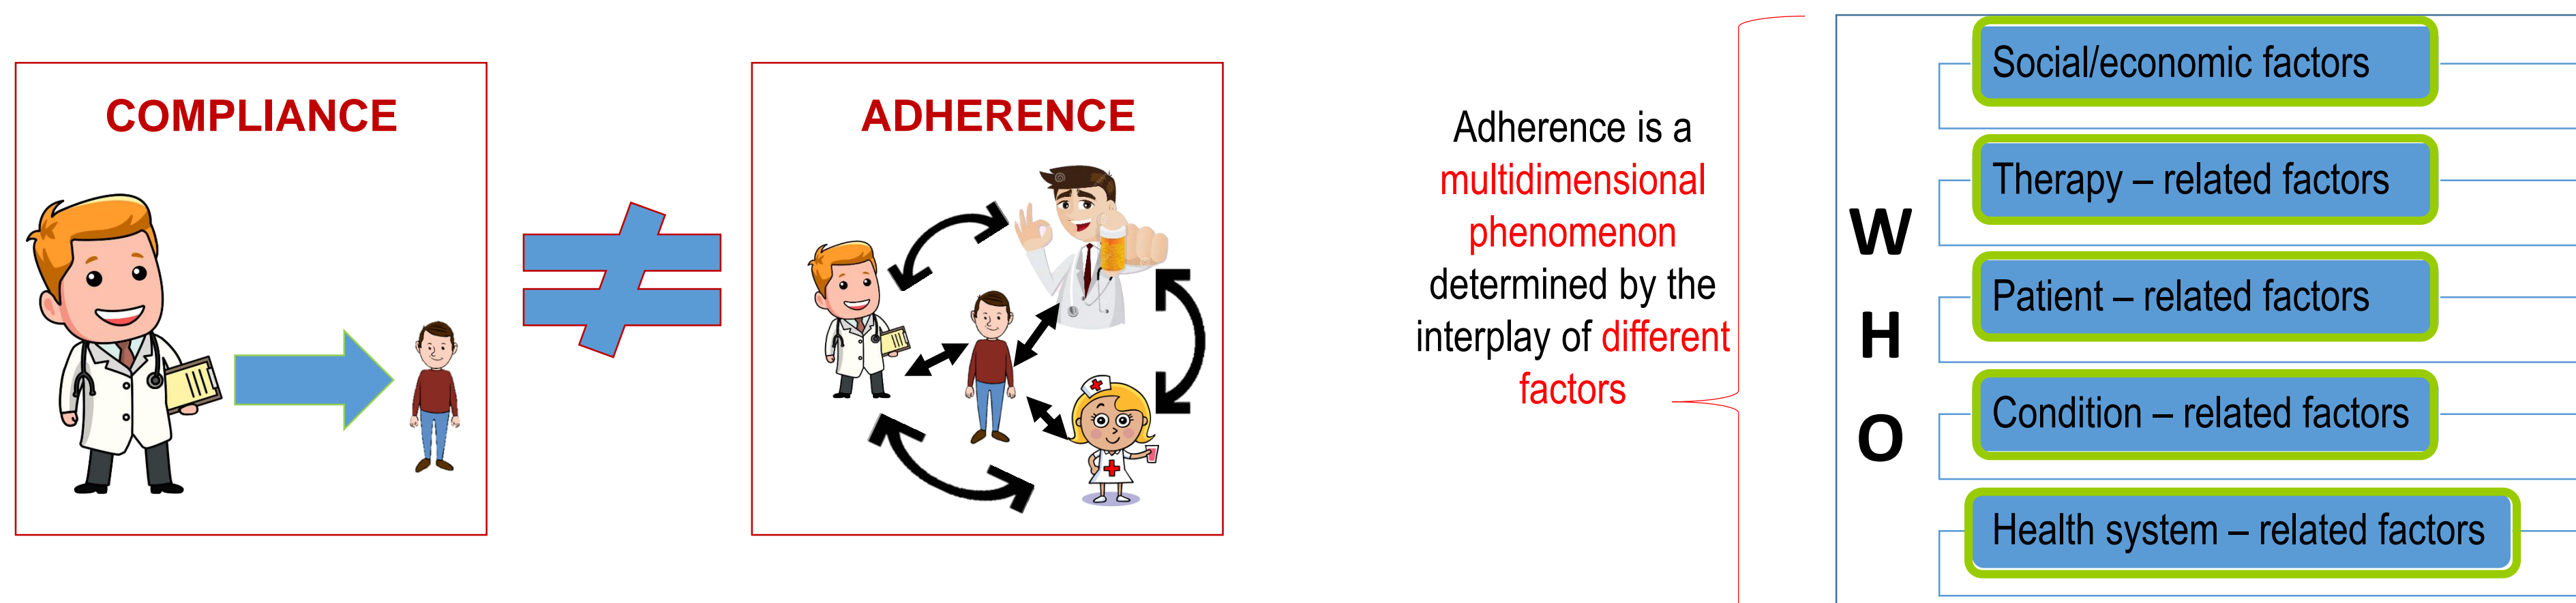 COMPLIANCE
ADHERENCE
Adherence is a
multidimensional
phenomenon
determined by the
interplay of different
factors
W
H
O
Social/economic factors
Therapy – related factors
Patient – related factors
Condition – related factors
Health system – related factors